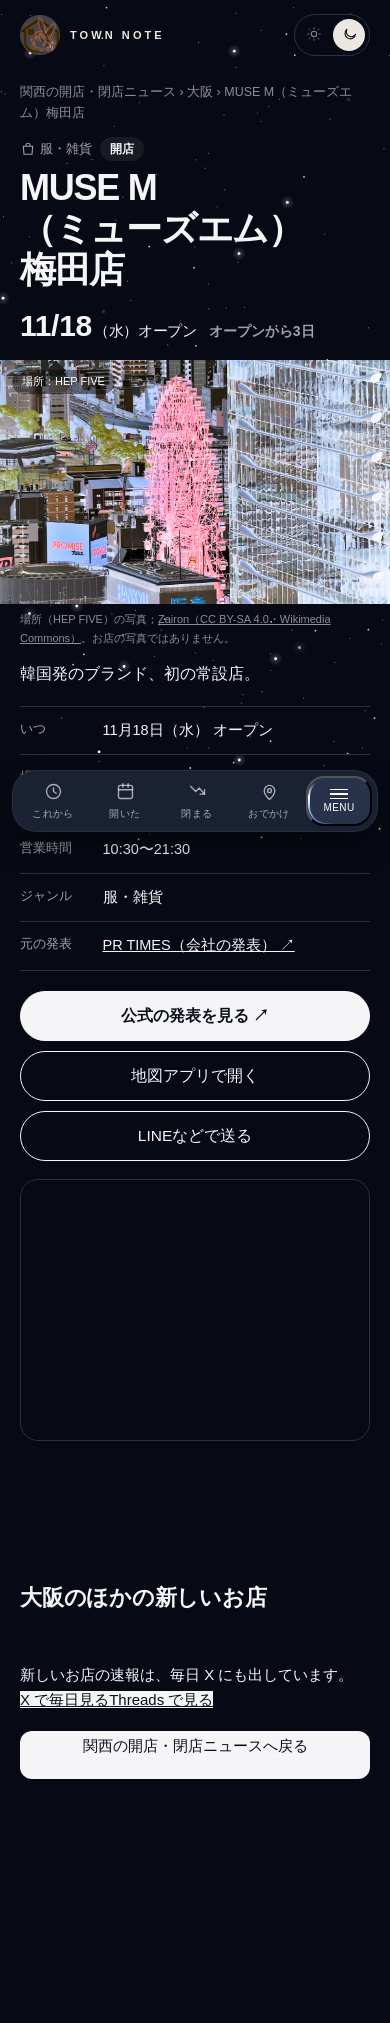 TOWN NOTE
関西の開店・閉店ニュース › 大阪 › MUSE M（ミューズエ
ム）梅田店
服・雑貨 開店
MUSE M
（ミューズエム）
梅田店
11/18（水）オープン オープンから3日
場所：HEP FIVE
PROMISE
場所（HEP FIVE）の写真：Zairon（CC BY-SA 4.0・Wikimedia
Commons）。お店の写真ではありません。
韓国発のブランド、初の常設店。
いつ 11月18日（水） オープン
これから 開いた 閉まる おでかけ MENU
営業時間 10:30〜21:30
ジャンル 服・雑貨
元の発表 PR TIMES（会社の発表） ↗
公式の発表を見る ↗
地図アプリで開く
LINEなどで送る
大阪のほかの新しいお店
新しいお店の速報は、毎日 X にも出しています。
X で毎日見るThreads で見る
関西の開店・閉店ニュースへ戻る